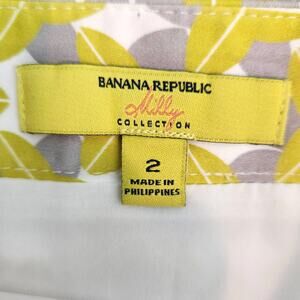 BANANA REPUBLIC
Milly
COLLECTION
2
MADE IN
PHILIPPINES